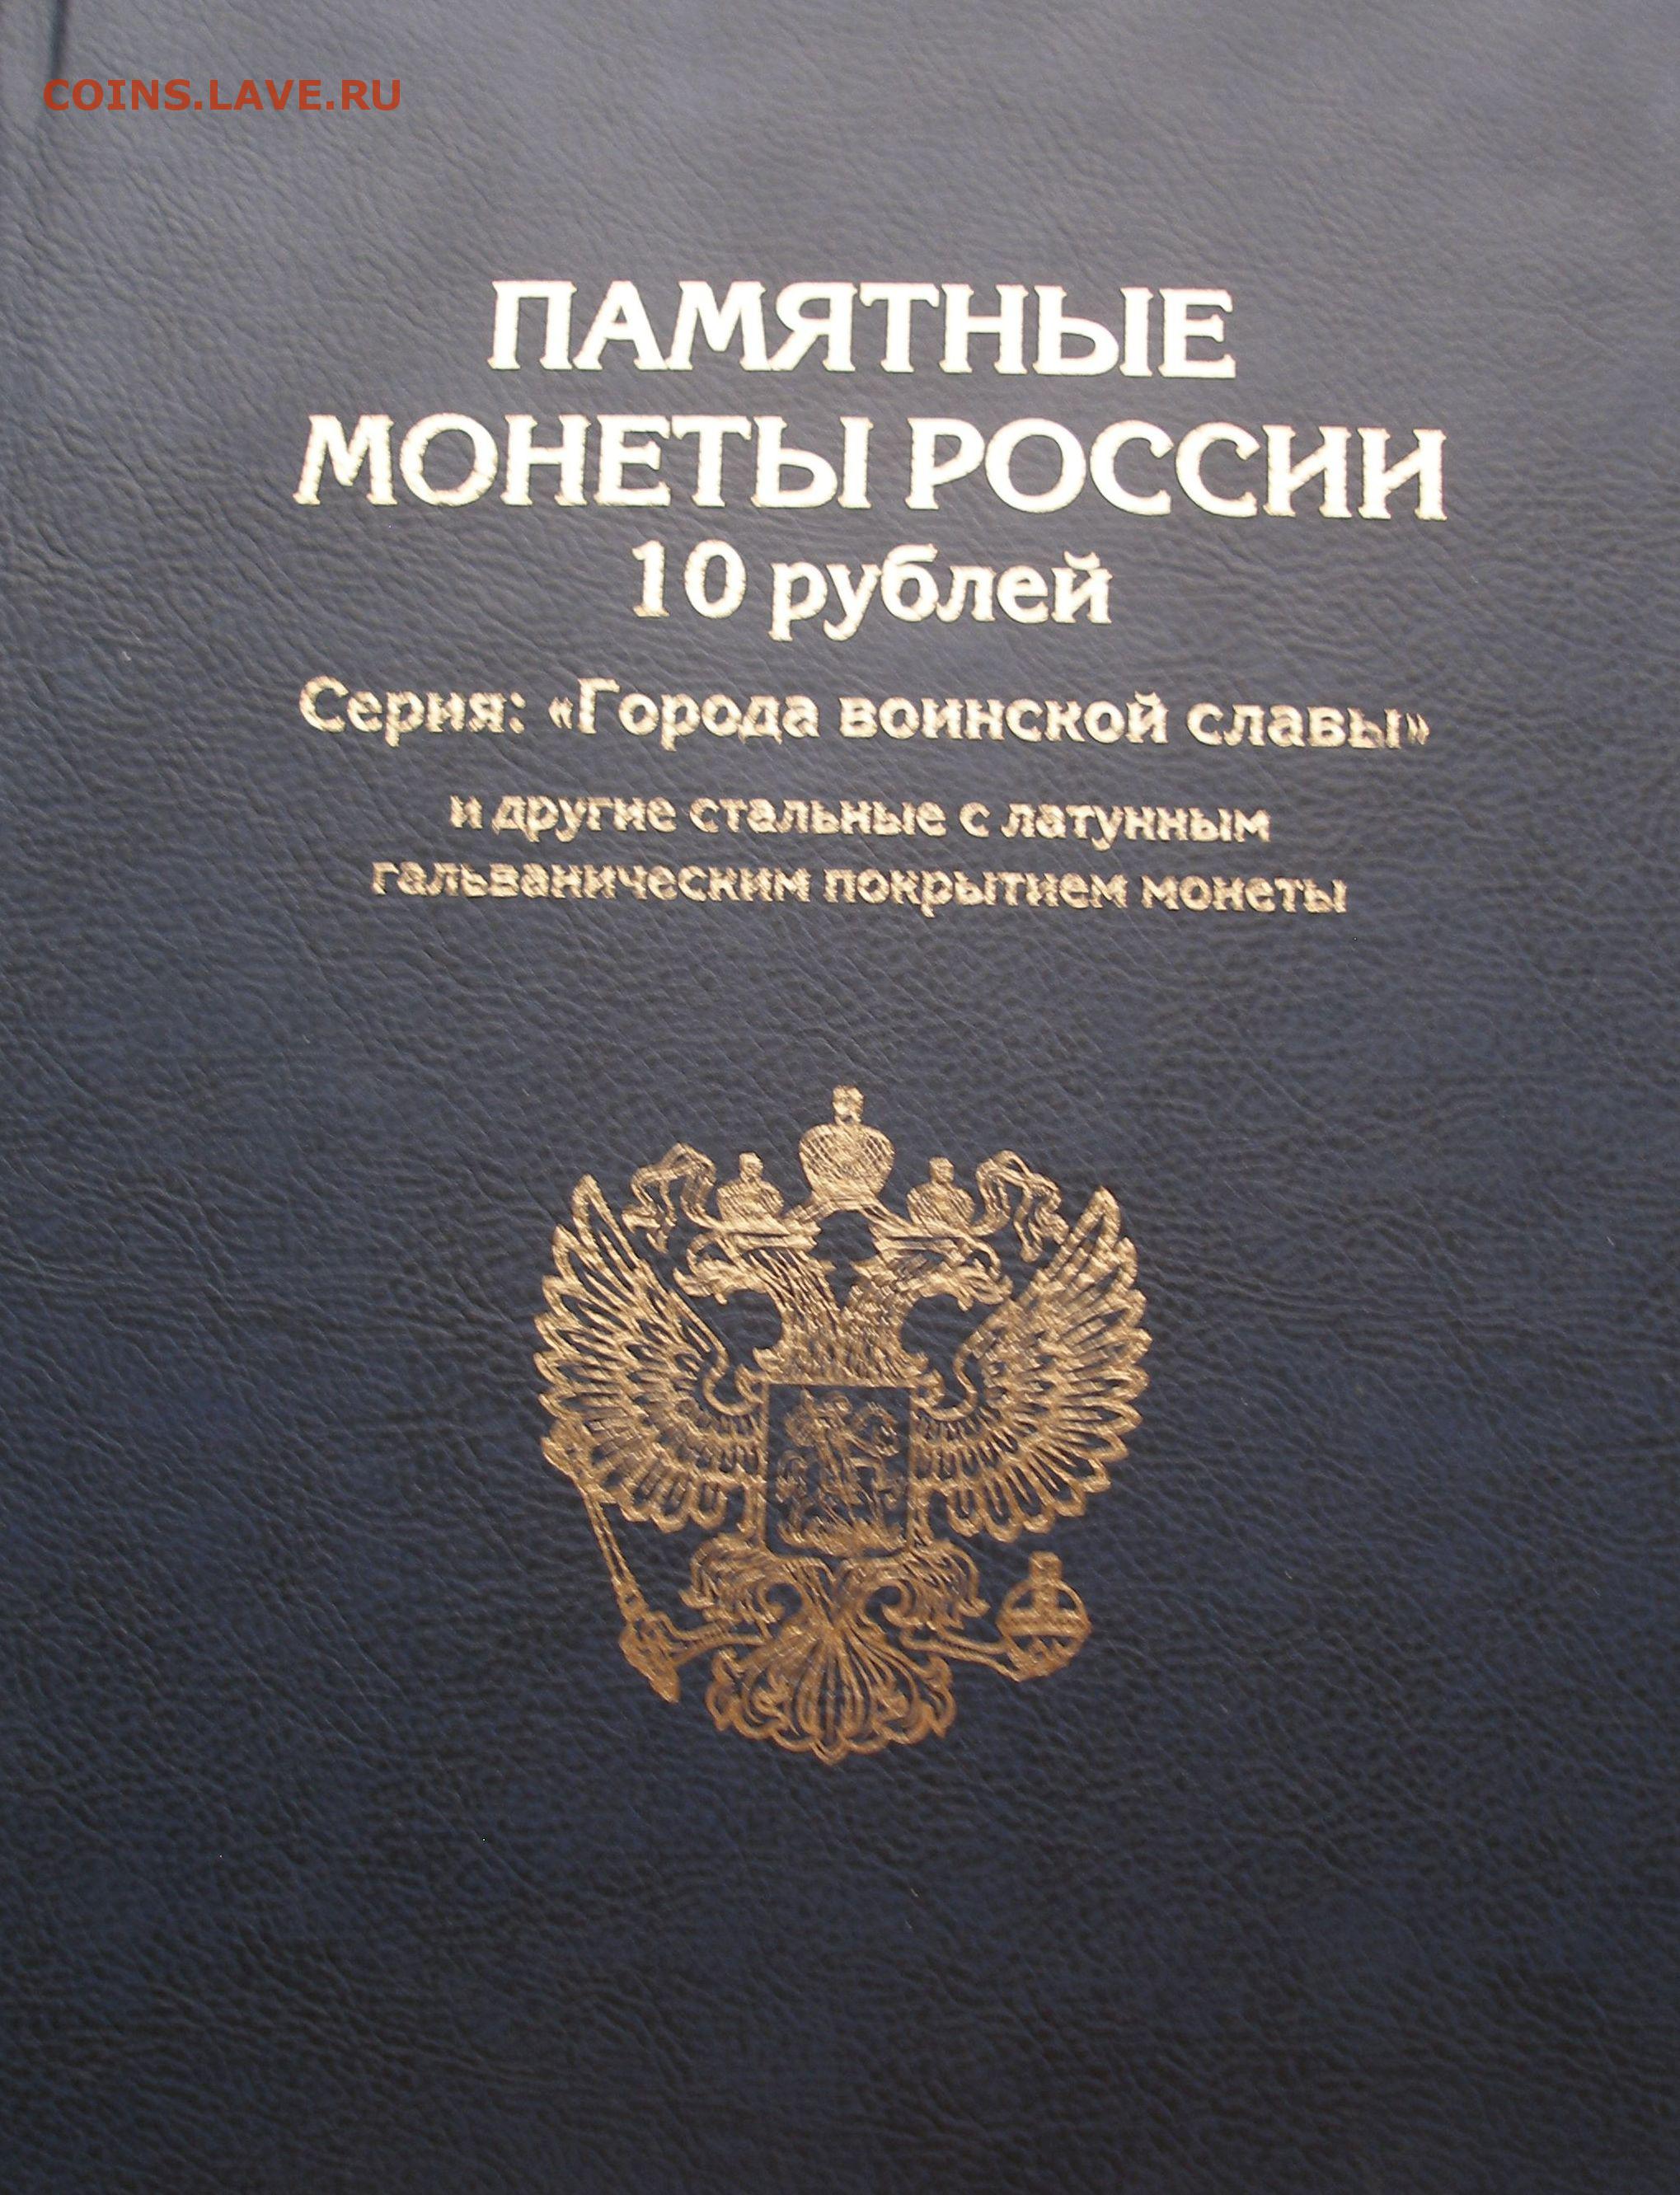 COINS.LAVE.RU
ПАМЯТНЫЕ
МОНЕТЫ РОССИИ
10 рублей
Серия: «Города воинской славы»
и другие стальные с латунным
гальваническим покрытием монеты